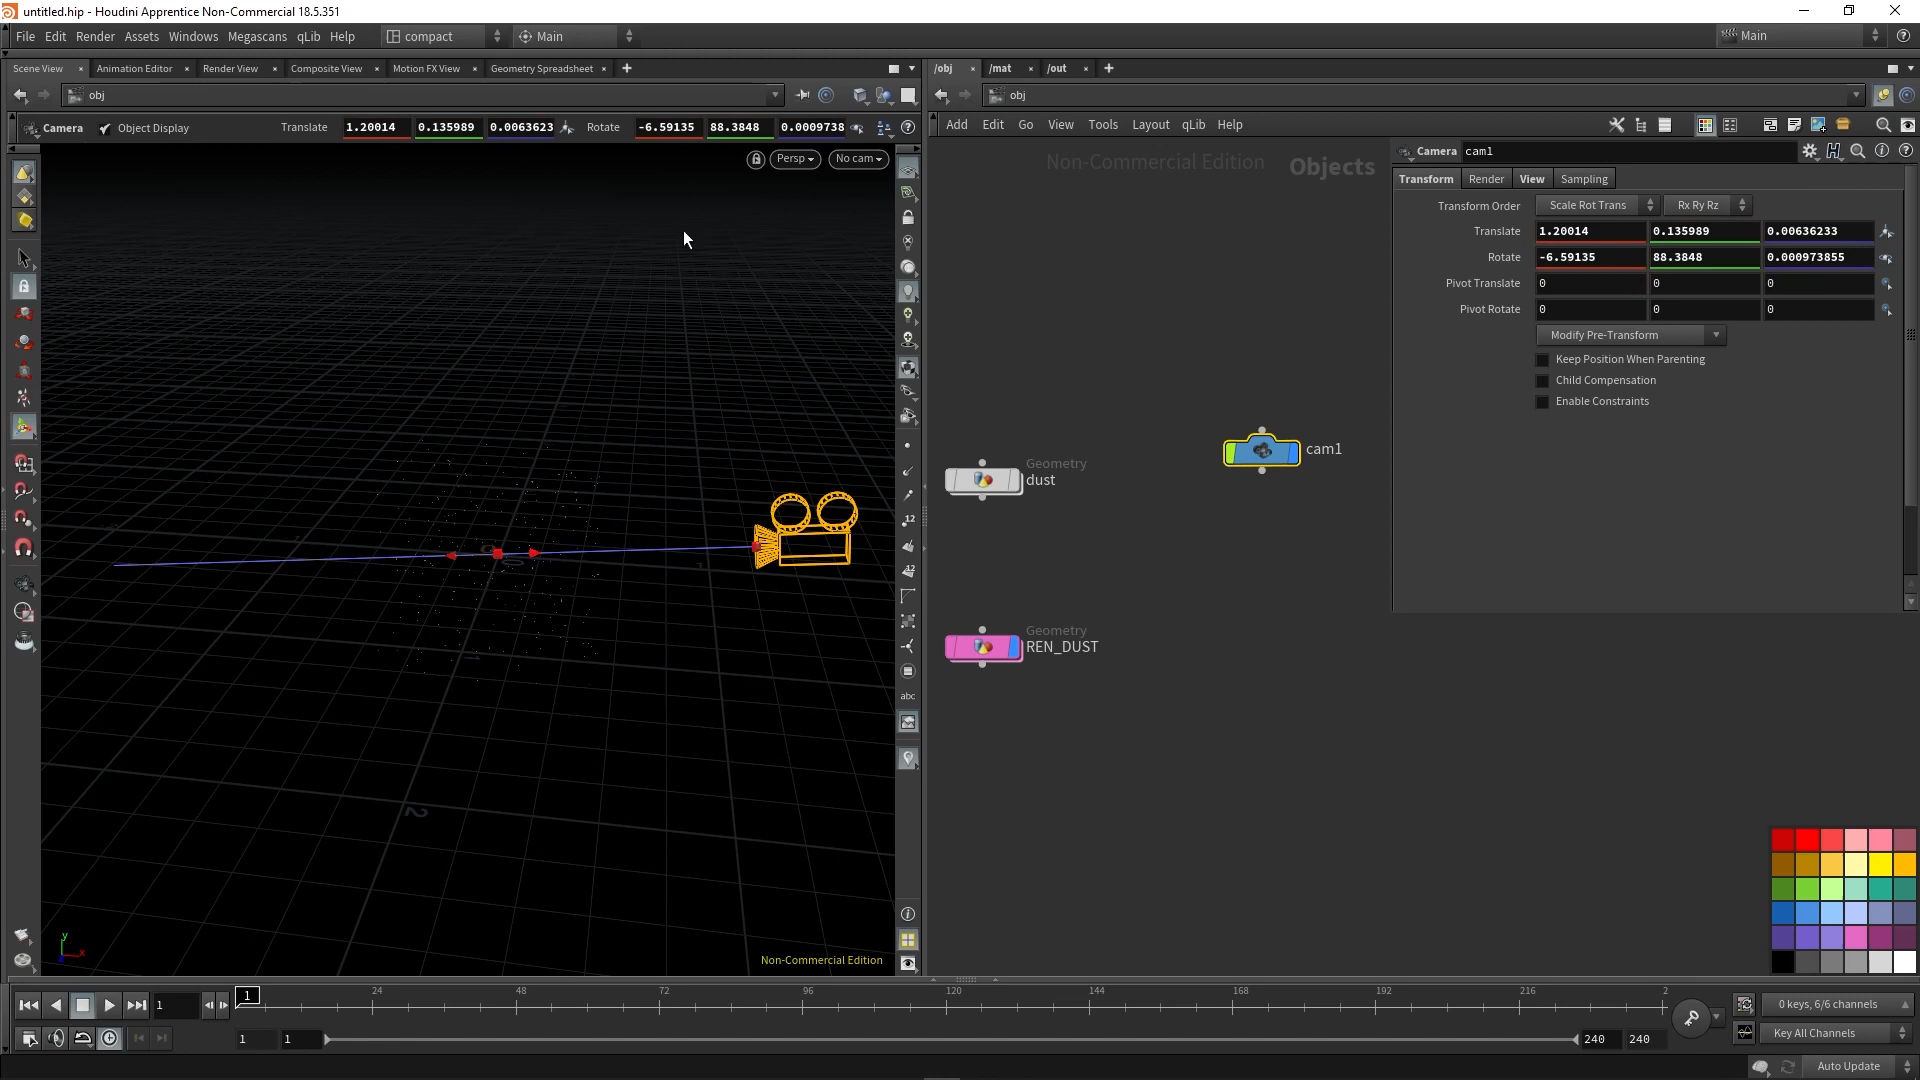 untitled.hip - Houdini Apprentice Non-Commercial 18.5.351
File Edit Render Assets Windows Megascans qLib Help compact Main Main
Scene View Animation Editor Render View Composite View Motion FX View Geometry Spreadsheet
/obj /mat /out
obj
obj
Camera Object Display Translate 1.20014 0.135989 0.0063623 Rotate -6.59135 88.3848 0.0009738
Add Edit Go View Tools Layout qLib Help
Persp No cam
Non-Commercial Edition Objects
Camera cam1
Transform Render View Sampling
Transform Order Scale Rot Trans Rx Ry Rz
Translate 1.20014 0.135989 0.00636233
Rotate -6.59135 88.3848 0.000973855
Pivot Translate 0 0 0
Pivot Rotate 0 0 0
Modify Pre-Transform
Keep Position When Parenting
Child Compensation
Enable Constraints
cam1
Geometry
dust
Geometry
REN_DUST
12
12
abc
2
y
x
Non-Commercial Edition
1 1 24 48 72 96 120 144 168 192 216 2
0 keys, 6/6 channels
1 1 240 240
Key All Channels
Auto Update